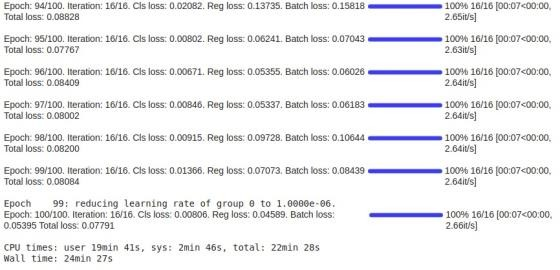 Epoch: 94/100. Iteration: 16/16. Cls loss: 0.02082. Reg loss: 0.13735. Batch loss: 0.15818 100% 16/16 [00:07<00:00,
Total loss: 0.08828 2.65it/s]
Epoch: 95/100. Iteration: 16/16. Cls loss: 0.00802. Reg loss: 0.06241. Batch loss: 0.07043 100% 16/16 [00:07<00:00,
Total loss: 0.07767 2.63it/s]
Epoch: 96/100. Iteration: 16/16. Cls loss: 0.00671. Reg loss: 0.05355. Batch loss: 0.06026 100% 16/16 [00:07<00:00,
Total loss: 0.08409 2.64it/s]
Epoch: 97/100. Iteration: 16/16. Cls loss: 0.00846. Reg loss: 0.05337. Batch loss: 0.06183 100% 16/16 [00:07<00:00,
Total loss: 0.08002 2.64it/s]
Epoch: 98/100. Iteration: 16/16. Cls loss: 0.00915. Reg loss: 0.09728. Batch loss: 0.10644 100% 16/16 [00:07<00:00,
Total loss: 0.08200 2.64it/s]
Epoch: 99/100. Iteration: 16/16. Cls loss: 0.01366. Reg loss: 0.07073. Batch loss: 0.08439 100% 16/16 [00:07<00:00,
Total loss: 0.08084 2.64it/s]
Epoch    99: reducing learning rate of group 0 to 1.0000e-06.
Epoch: 100/100. Iteration: 16/16. Cls loss: 0.00806. Reg loss: 0.04589. Batch loss: 100% 16/16 [00:07<00:00,
0.05395 Total loss: 0.07791 2.66it/s]
CPU times: user 19min 41s, sys: 2min 46s, total: 22min 28s
Wall time: 24min 27s